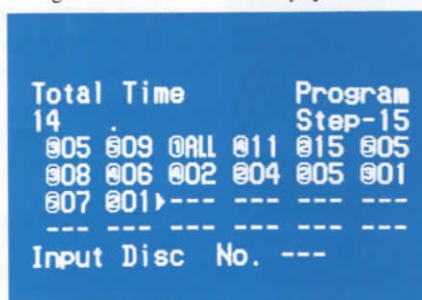 Total Time Program
14 . Step-15
05 09 ①ALL 11 15 05
08 06 02 04 05 01
07 01▸--- --- --- ---
--- --- --- --- --- ---
Input Disc No. ---